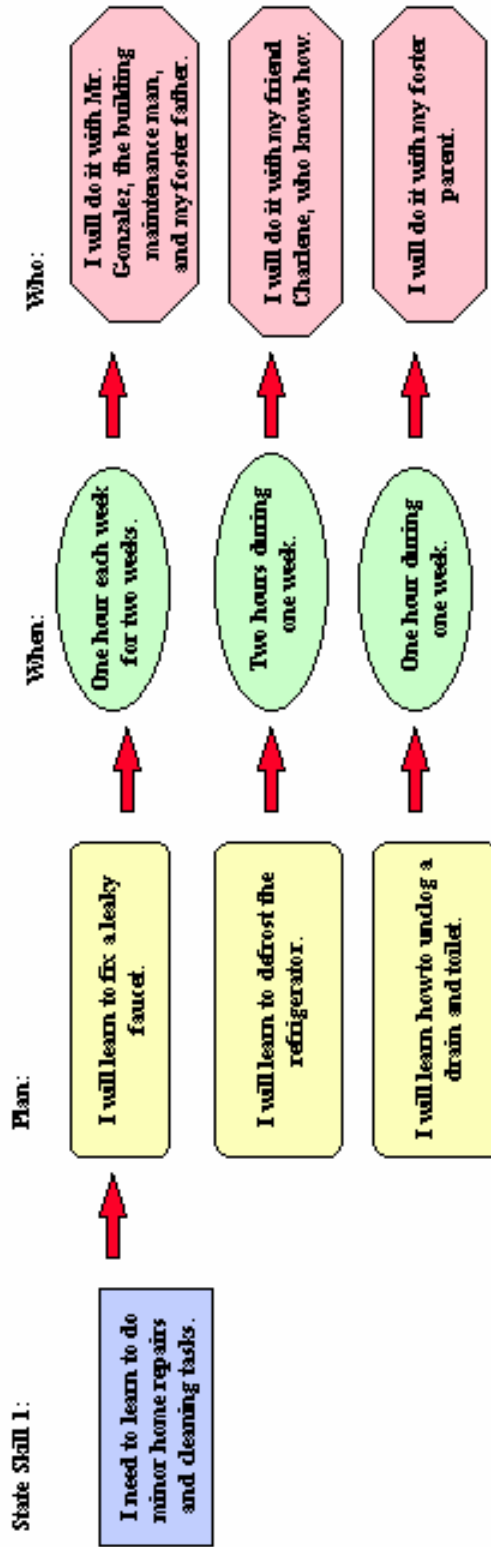 State Skill 1:
I need to learn to do
minor home repairs
and cleaning tasks.
Plan:
I will learn to fix a leaky
faucet.
I will learn to defrost the
refrigerator.
I will learn how to unclog a
drain and toilet.
When:
One hour each week
for two weeks.
Two hours during
one week.
One hour during
one week.
Who:
I will do it with Mr.
Gonzalez, the building
maintenance man,
and my foster father.
I will do it with my friend
Charlene, who knows how.
I will do it with my foster
parent.